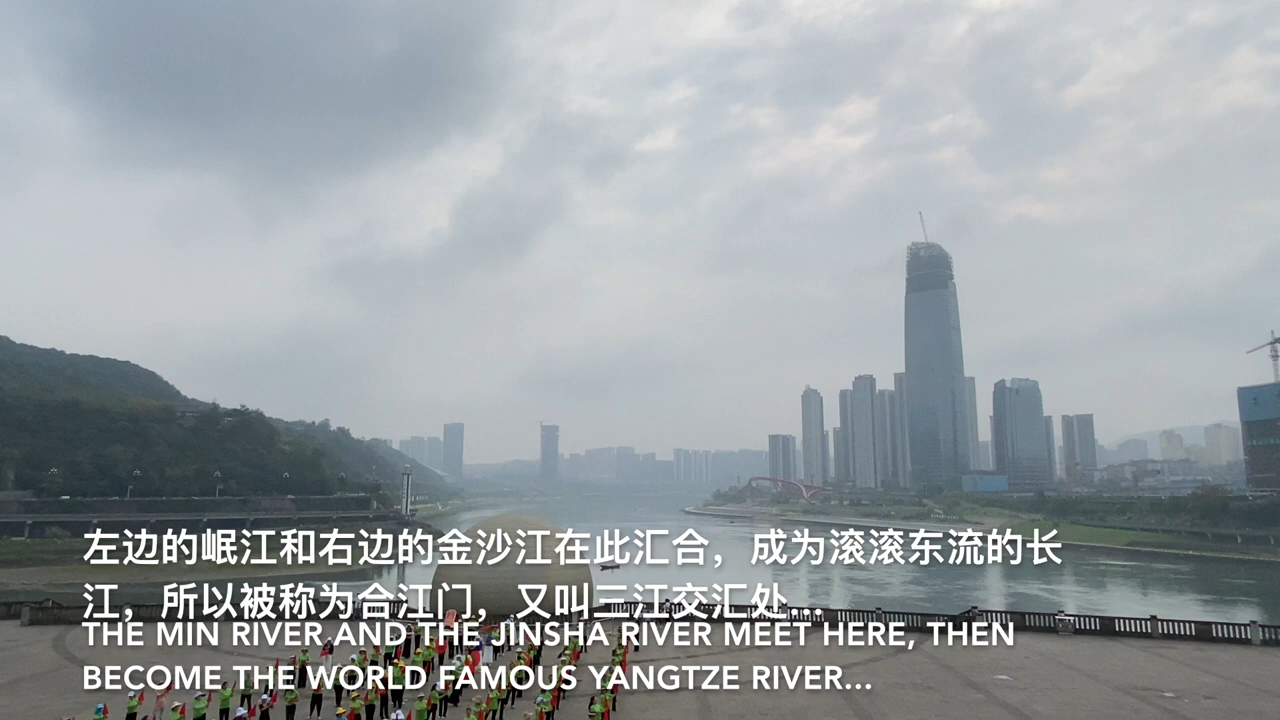 左边的岷江和右边的金沙江在此汇合，成为滚滚东流的长
江，所以被称为合江门，又叫三江交汇处...
THE MIN RIVER AND THE JINSHA RIVER MEET HERE, THEN
BECOME THE WORLD FAMOUS YANGTZE RIVER...